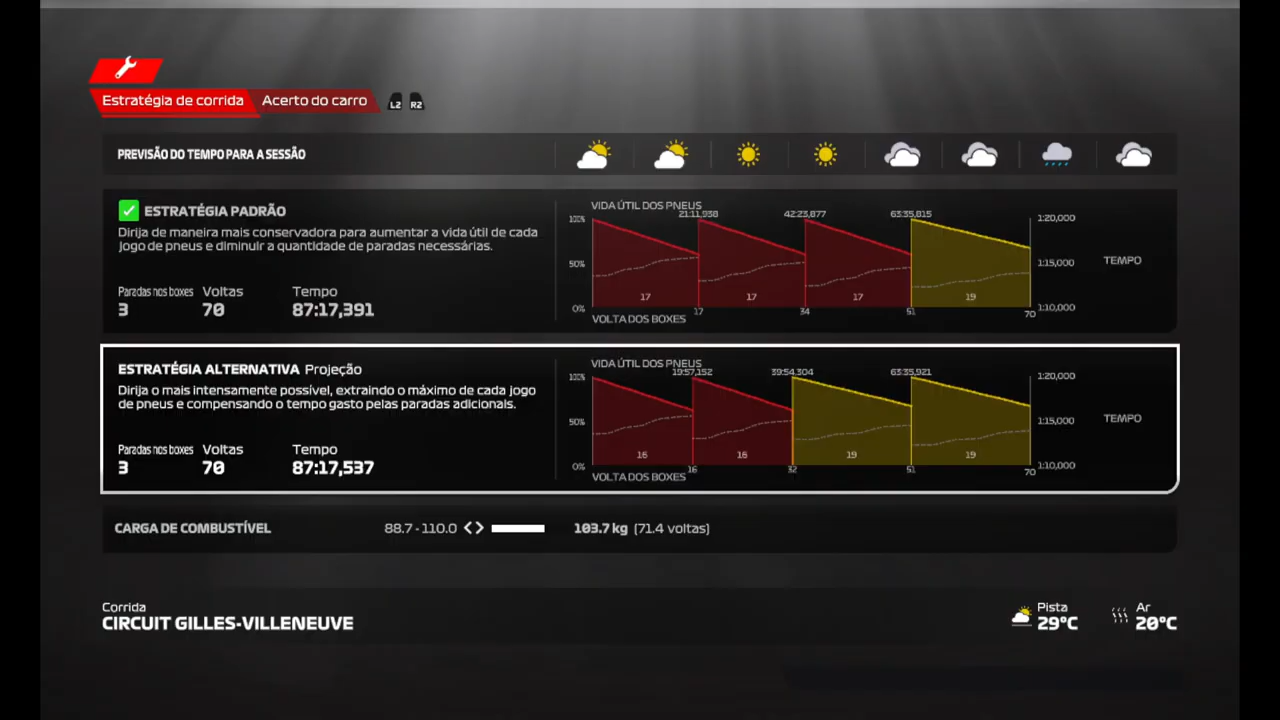 Estratégia de corrida
Acerto do carro
L2 R2
PREVISÃO DO TEMPO PARA A SESSÃO
ESTRATÉGIA PADRÃO
Dirija de maneira mais conservadora para aumentar a vida útil de cada
jogo de pneus e diminuir a quantidade de paradas necessárias.
Paradas nos boxes Voltas Tempo
3 70 87:17,391
VIDA ÚTIL DOS PNEUS
21:11,938 42:23,877 63:35,815
100%
50%
0%
17 17 17 19
17 34 51 70
VOLTA DOS BOXES
1:20,000
1:15,000
1:10,000
TEMPO
ESTRATÉGIA ALTERNATIVA Projeção
Dirija o mais intensamente possível, extraindo o máximo de cada jogo
de pneus e compensando o tempo gasto pelas paradas adicionais.
Paradas nos boxes Voltas Tempo
3 70 87:17,537
VIDA ÚTIL DOS PNEUS
19:57,152 39:54,304 63:35,921
100%
50%
0%
16 16 19 19
16 32 51 70
VOLTA DOS BOXES
1:20,000
1:15,000
1:10,000
TEMPO
CARGA DE COMBUSTÍVEL 88.7 - 110.0 <> 103.7 kg (71.4 voltas)
Corrida
CIRCUIT GILLES-VILLENEUVE
Pista
29°C
Ar
20°C